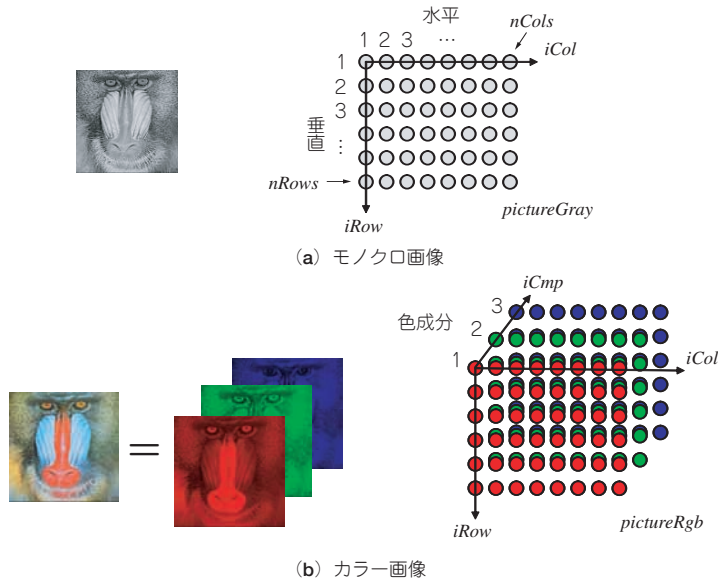 水平
nCols
1 2 3 …
iCol
1
2
3
垂直
⋮
nRows
iRow
pictureGray
(a) モノクロ画像
iCmp
3
色成分
2
1
iCol
=
iRow
pictureRgb
(b) カラー画像